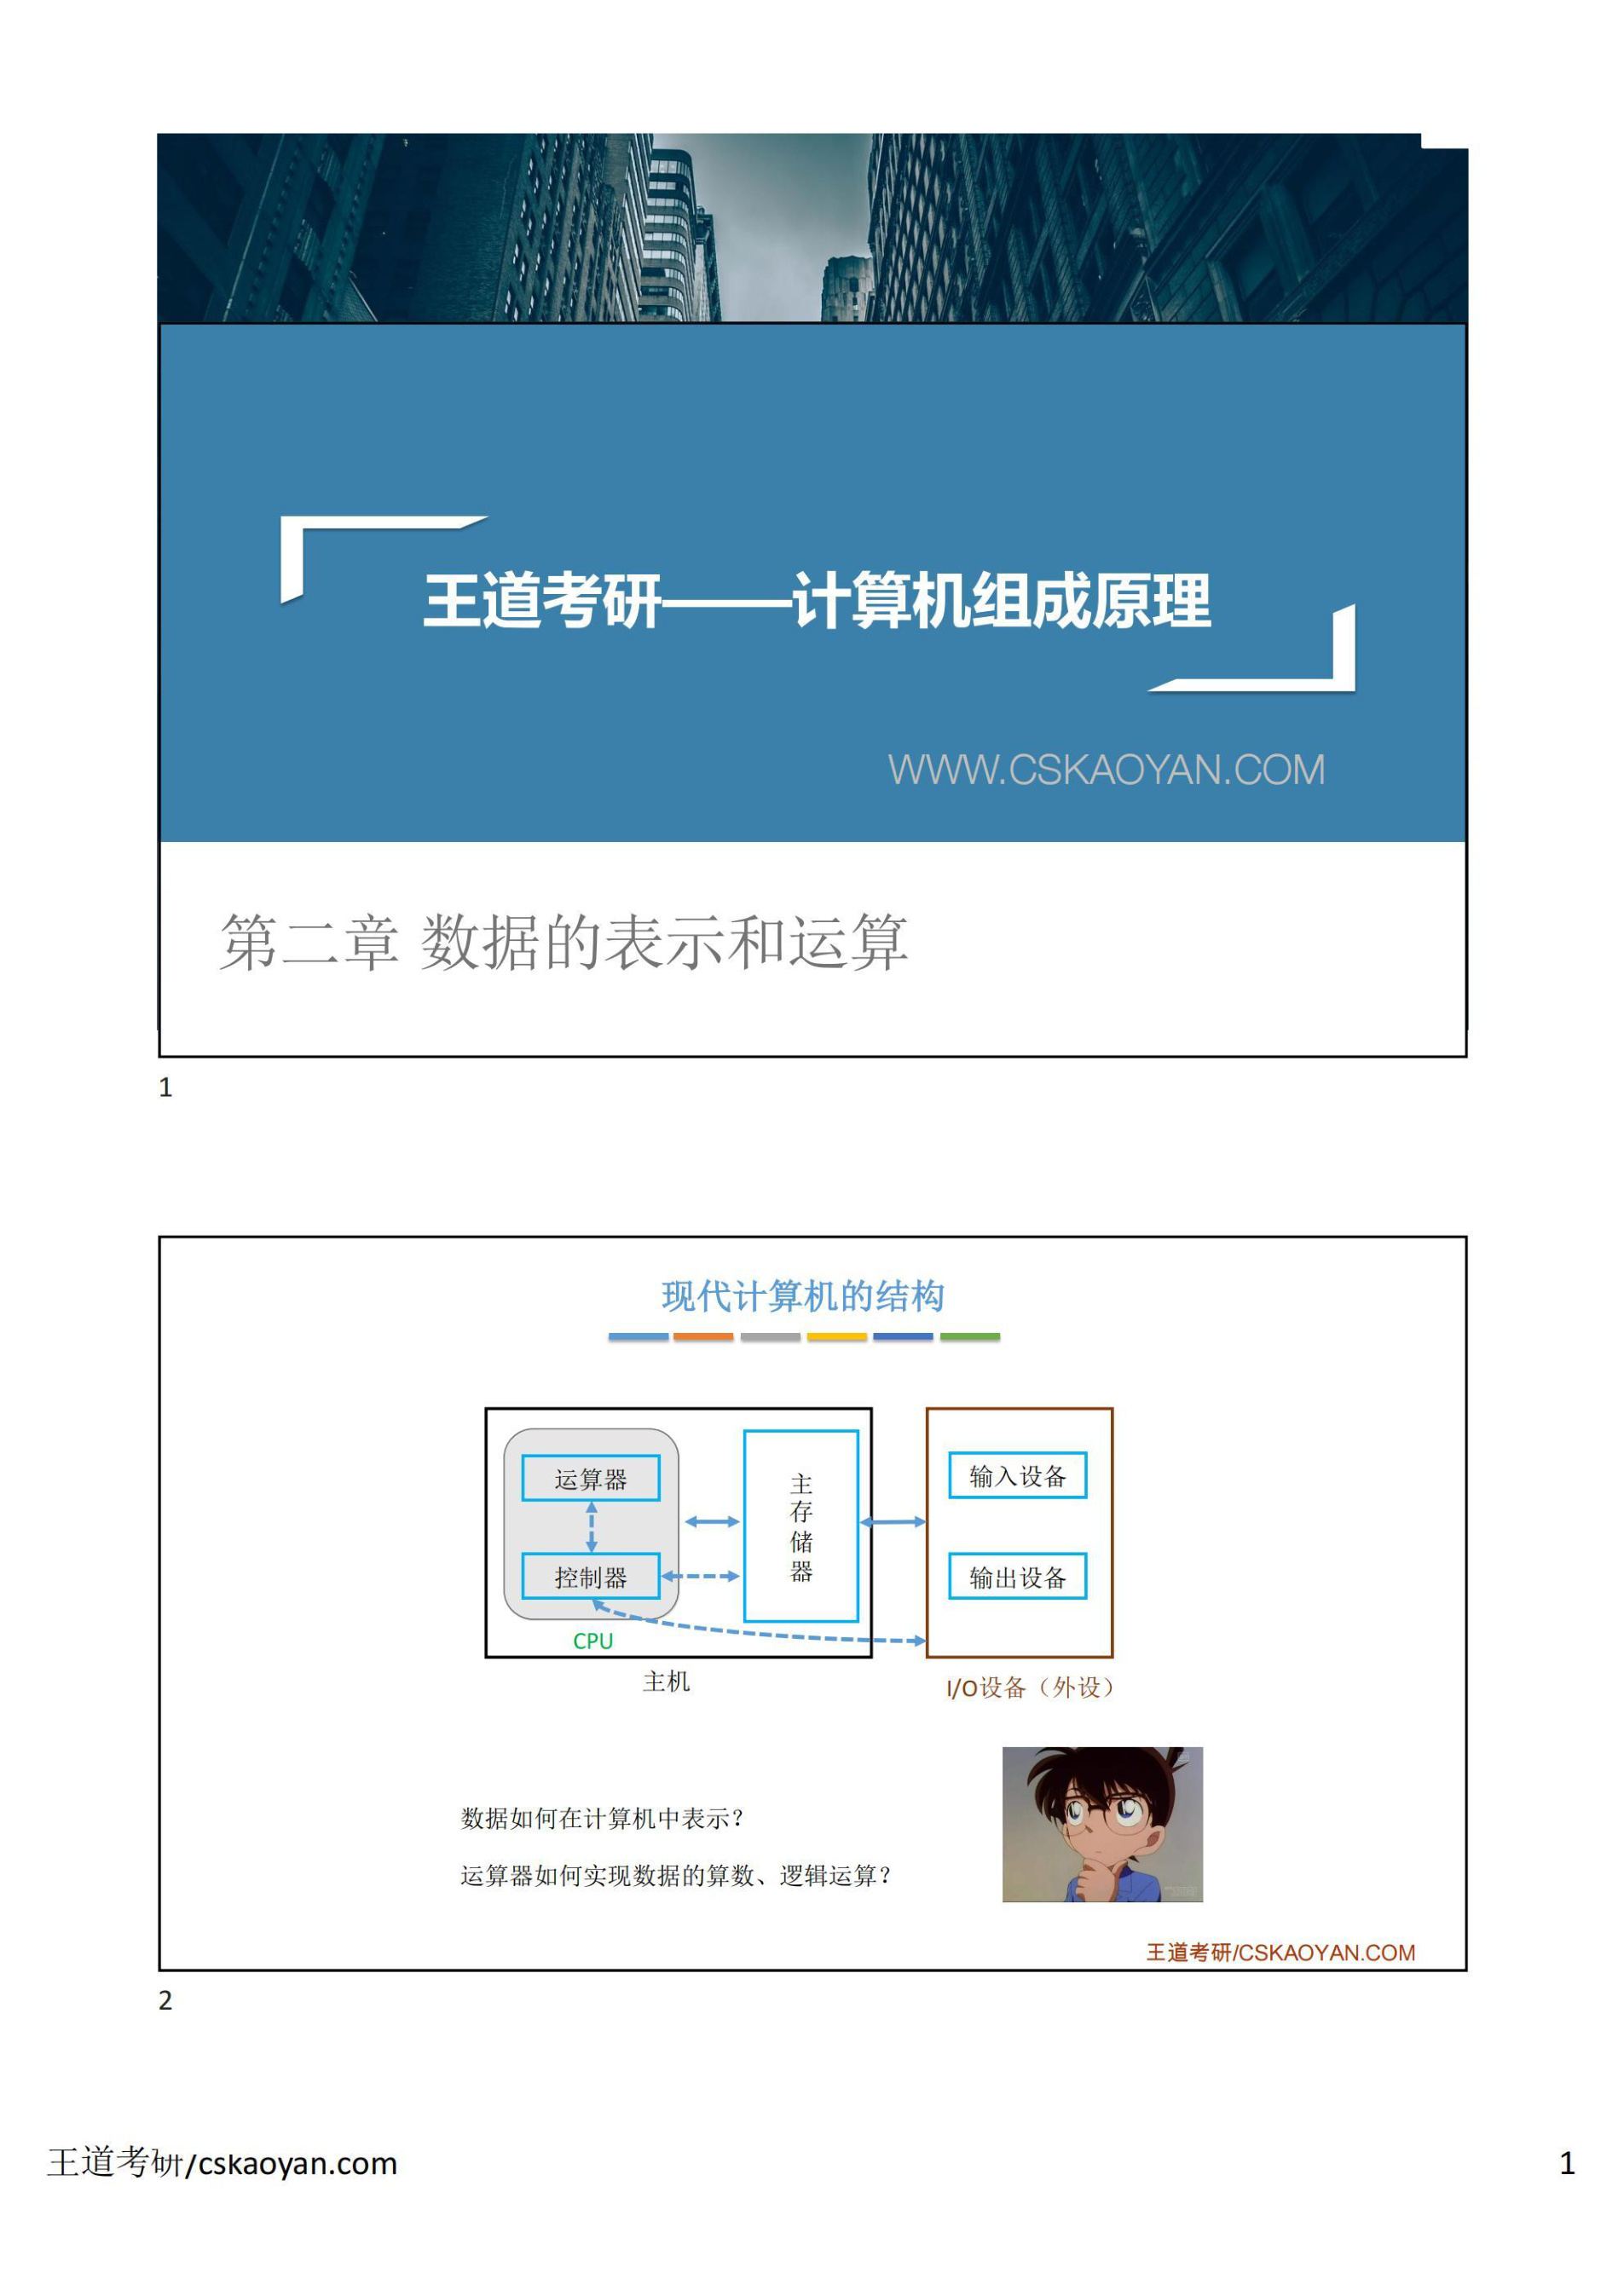 王道考研——计算机组成原理
WWW.CSKAOYAN.COM
第二章 数据的表示和运算
1
现代计算机的结构
运算器
控制器
CPU
主存储器
主机
输入设备
输出设备
I/O设备（外设）
数据如何在计算机中表示？
运算器如何实现数据的算数、逻辑运算？
王道考研/CSKAOYAN.COM
2
王道考研/cskaoyan.com
1